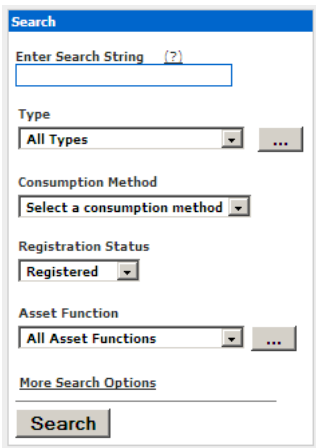 Search
Enter Search String (?)
Type
All Types ...
Consumption Method
Select a consumption method
Registration Status
Registered
Asset Function
All Asset Functions ...
More Search Options
Search